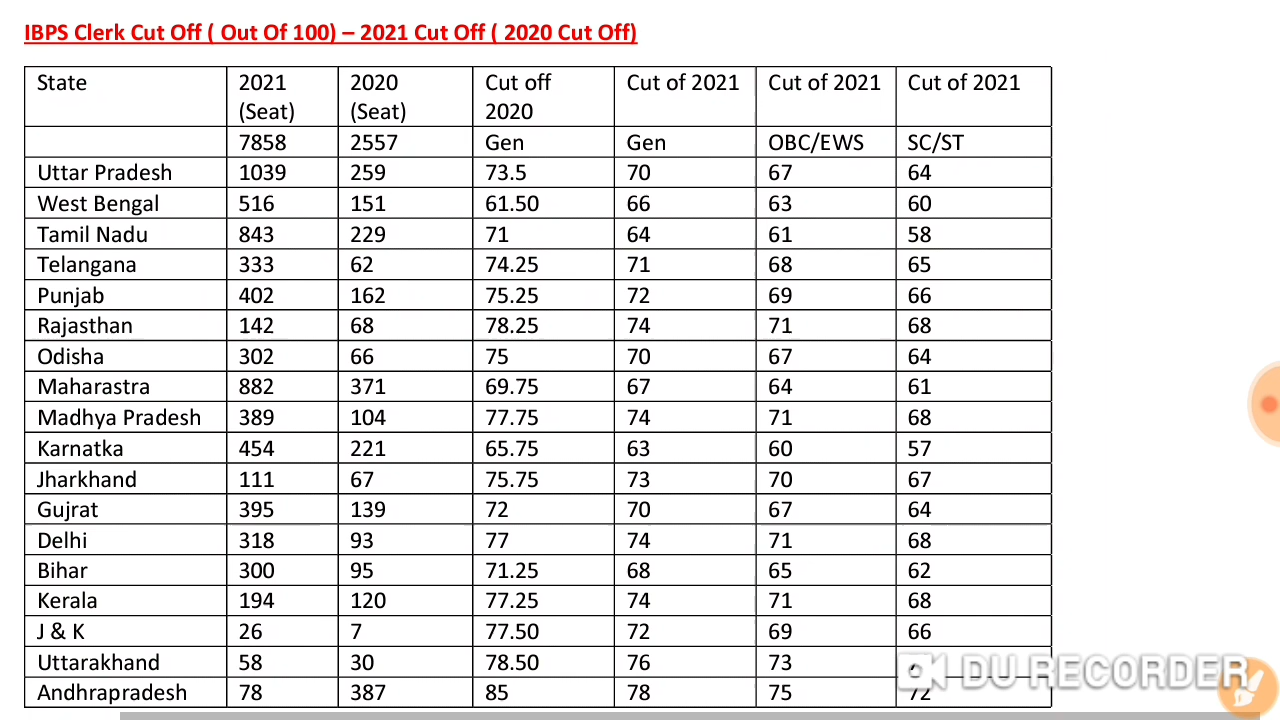 IBPS Clerk Cut Off ( Out Of 100) – 2021 Cut Off ( 2020 Cut Off)
State 2021 (Seat) 2020 (Seat) Cut off 2020 Cut of 2021 Cut of 2021 Cut of 2021
7858 2557 Gen Gen OBC/EWS SC/ST
Uttar Pradesh 1039 259 73.5 70 67 64
West Bengal 516 151 61.50 66 63 60
Tamil Nadu 843 229 71 64 61 58
Telangana 333 62 74.25 71 68 65
Punjab 402 162 75.25 72 69 66
Rajasthan 142 68 78.25 74 71 68
Odisha 302 66 75 70 67 64
Maharastra 882 371 69.75 67 64 61
Madhya Pradesh 389 104 77.75 74 71 68
Karnatka 454 221 65.75 63 60 57
Jharkhand 111 67 75.75 73 70 67
Gujrat 395 139 72 70 67 64
Delhi 318 93 77 74 71 68
Bihar 300 95 71.25 68 65 62
Kerala 194 120 77.25 74 71 68
J & K 26 7 77.50 72 69 66
Uttarakhand 58 30 78.50 76 73
DU RECORDER
Andhrapradesh 78 387 85 78 75 72